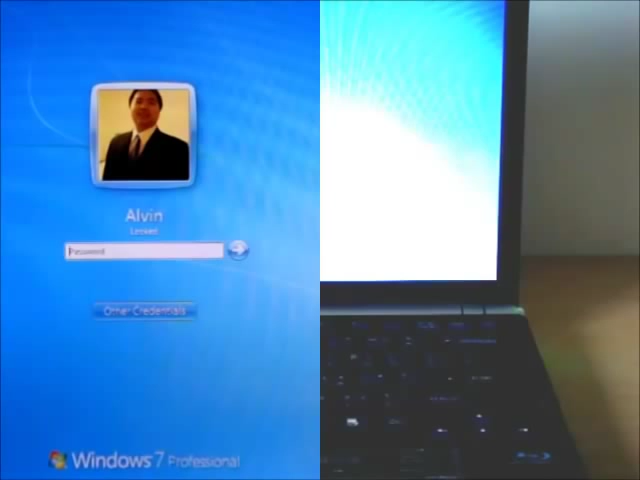 Alvin
Locked
Password
Other Credentials
Windows 7 Professional